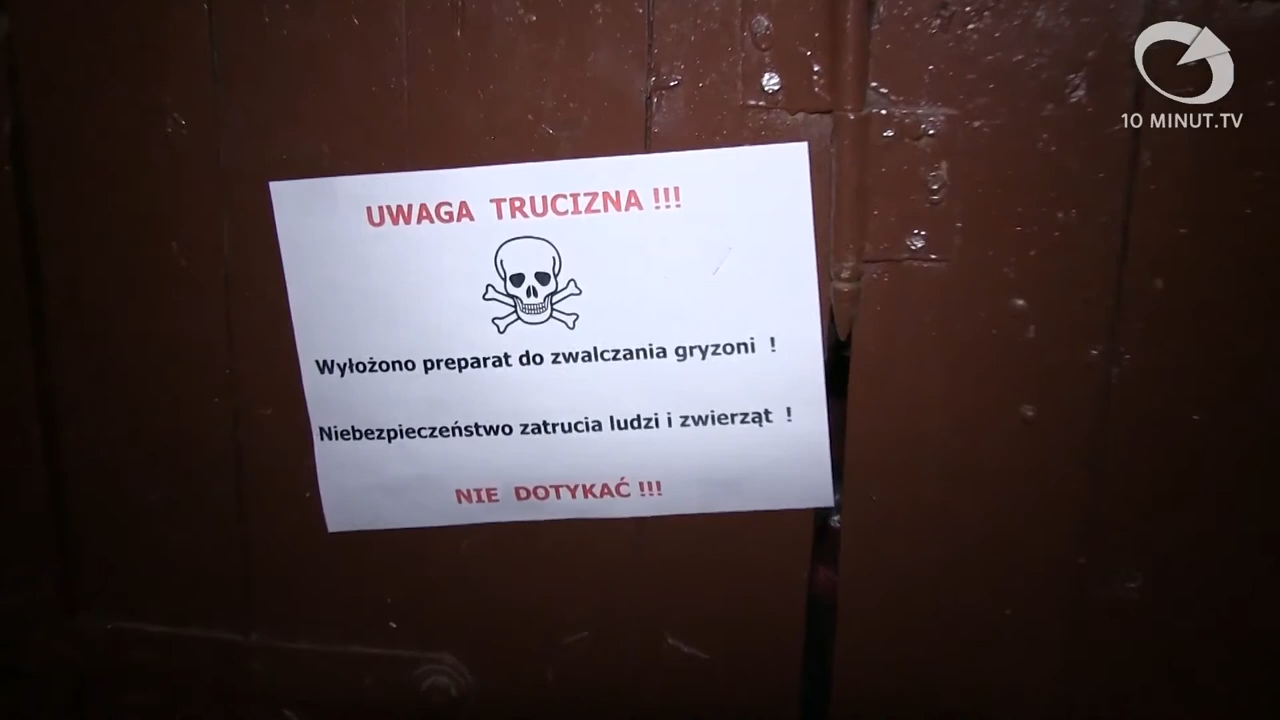 10 MINUT.TV
UWAGA TRUCIZNA !!!
Wyłożono preparat do zwalczania gryzoni !
Niebezpieczeństwo zatrucia ludzi i zwierząt !
NIE DOTYKAĆ !!!